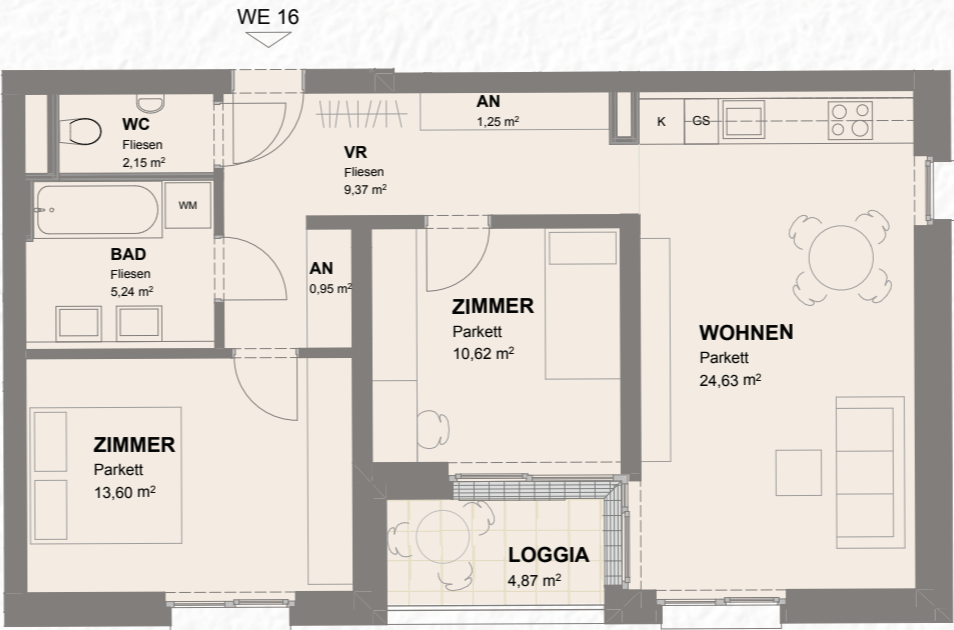 WE 16
WC
Fliesen
2,15 m²
AN
1,25 m²
K
GS
VR
Fliesen
9,37 m²
WM
BAD
Fliesen
5,24 m²
AN
0,95 m²
ZIMMER
Parkett
10,62 m²
WOHNEN
Parkett
24,63 m²
ZIMMER
Parkett
13,60 m²
LOGGIA
4,87 m²